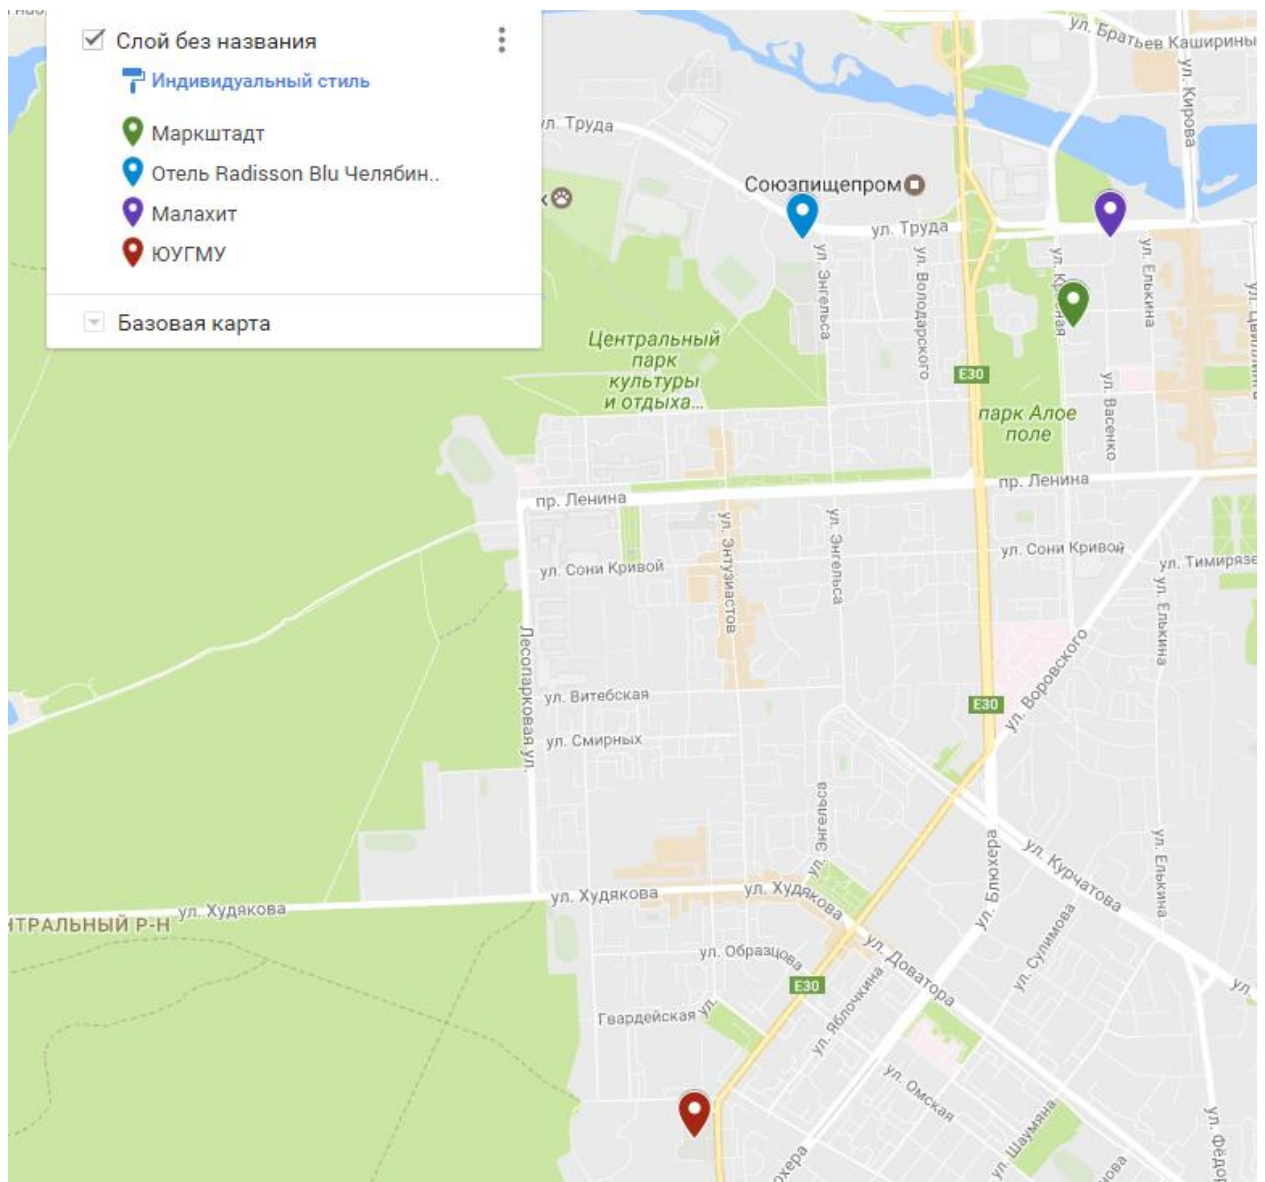 Слой без названия
Индивидуальный стиль
Маркштадт
Отель Radisson Blu Челябин..
Малахит
ЮУГМУ
Базовая карта
ул. Братьев Кашириных
ул. Кирова
ул. Труда
Союзпищепром
ул. Труда
ул. Энгельса
ул. Володарского
ул. Елькина
Центральный
парк
культуры
и отдыха...
E30
парк Алое
поле
ул. Васенко
пр. Ленина
пр. Ленина
ул. Энтузиастов
ул. Энгельса
ул. Сони Кривой
ул. Сони Кривой
ул. Тимирязе
ул. Елькина
Лесопарковая ул.
ул. Воровского
ул. Витебская
E30
ул. Смирных
ул. Энгельса
ул. Блюхера
ул. Курчатова
ул. Елькина
ул. Худякова
ул. Худякова
ул. Худякова
НТРАЛЬНЫЙ Р-Н
ул. Образцова
ул. Доватора
ул. Сулимова
E30
ул. Яблочкина
Гвардейская ул.
ул. Омская
ул. Шаумяна
ул. Фёдо